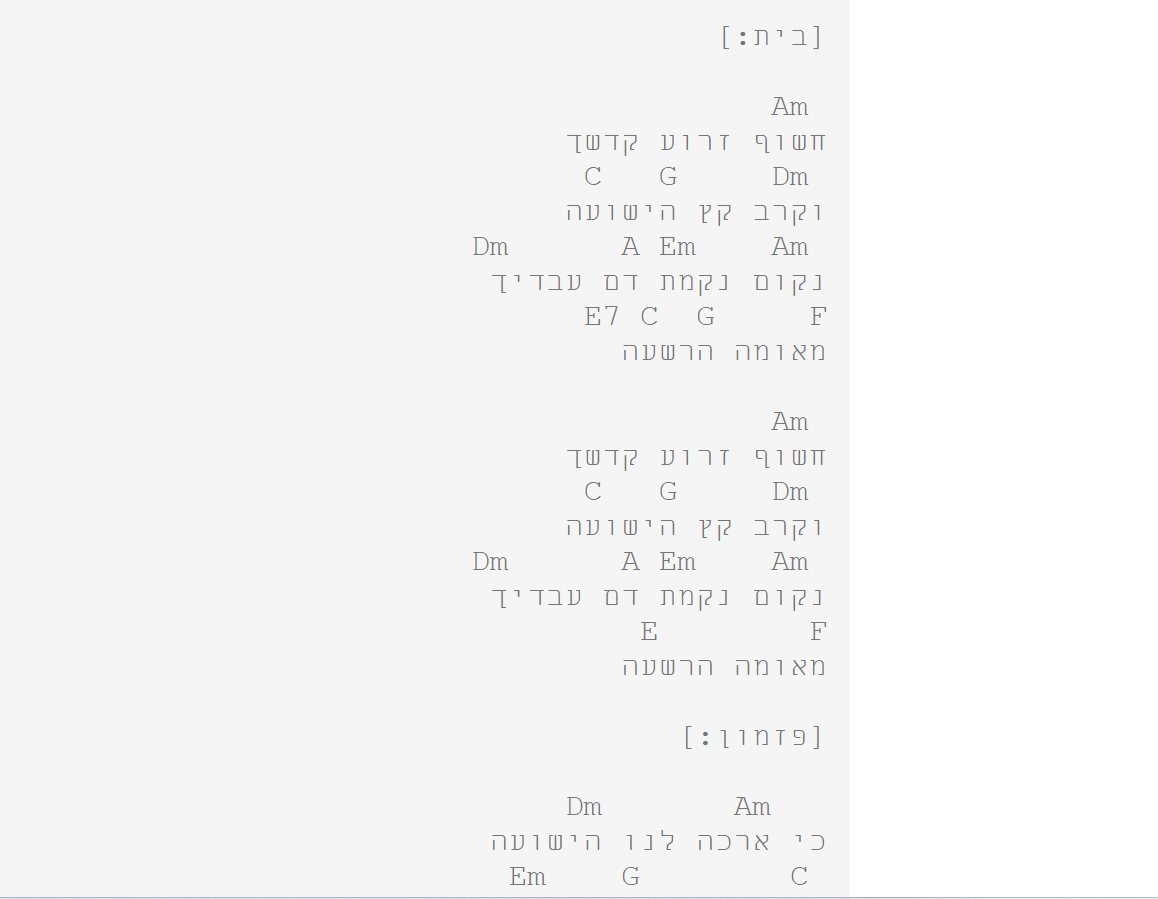 [בית:]
Am
חשוף זרוע קדשך
Dm G C
וקרב קץ הישועה
Am Em A Dm
נקום נקמת דם עבדיך
F G C E7
מאומה הרשעה
Am
חשוף זרוע קדשך
Dm G C
וקרב קץ הישועה
Am Em A Dm
נקום נקמת דם עבדיך
F E
מאומה הרשעה
[פזמון:]
Am Dm
כי ארכה לנו הישועה
C G Em